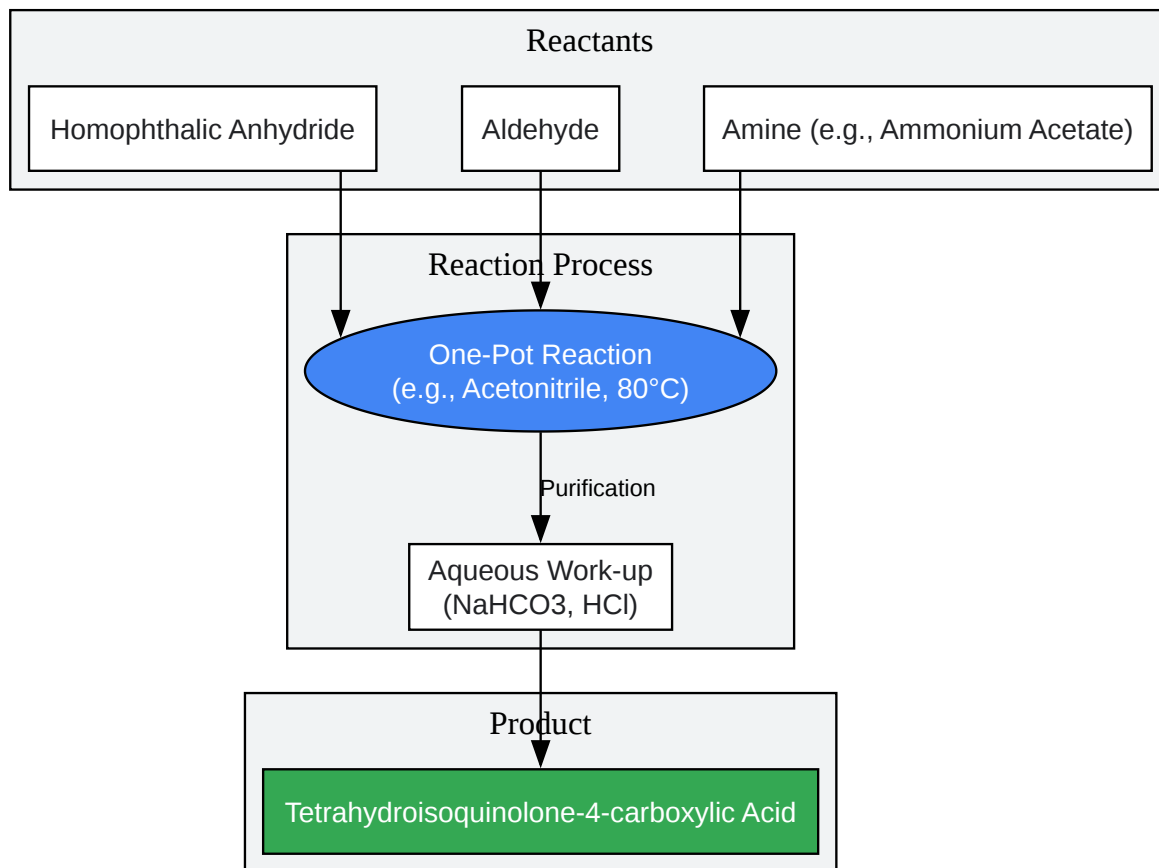 Reactants
Homophthalic Anhydride
Aldehyde
Amine (e.g., Ammonium Acetate)
Reaction Process
One-Pot Reaction
(e.g., Acetonitrile, 80°C)
Purification
Aqueous Work-up
(NaHCO3, HCl)
Product
Tetrahydroisoquinolone-4-carboxylic Acid